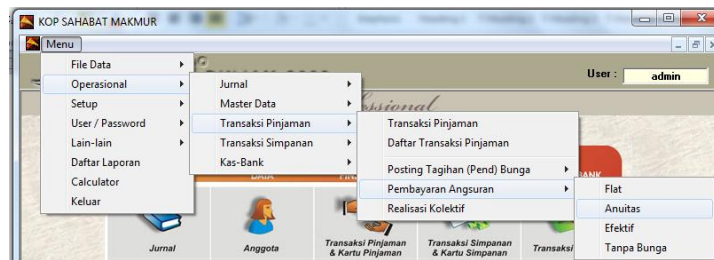 KOP SAHABAT MAKMUR
Menu
User :
admin
File Data
Operasional
Setup
User / Password
Lain-lain
Daftar Laporan
Calculator
Keluar
Jurnal
Master Data
Transaksi Pinjaman
Transaksi Simpanan
Kas-Bank
Transaksi Pinjaman
Daftar Transaksi Pinjaman
Posting Tagihan (Pend) Bunga
Pembayaran Angsuran
Realisasi Kolektif
Flat
Anuitas
Efektif
Tanpa Bunga
Jurnal
Anggota
Transaksi Pinjaman
& Kartu Pinjaman
Transaksi Simpanan
& Kartu Simpanan
Transaksi